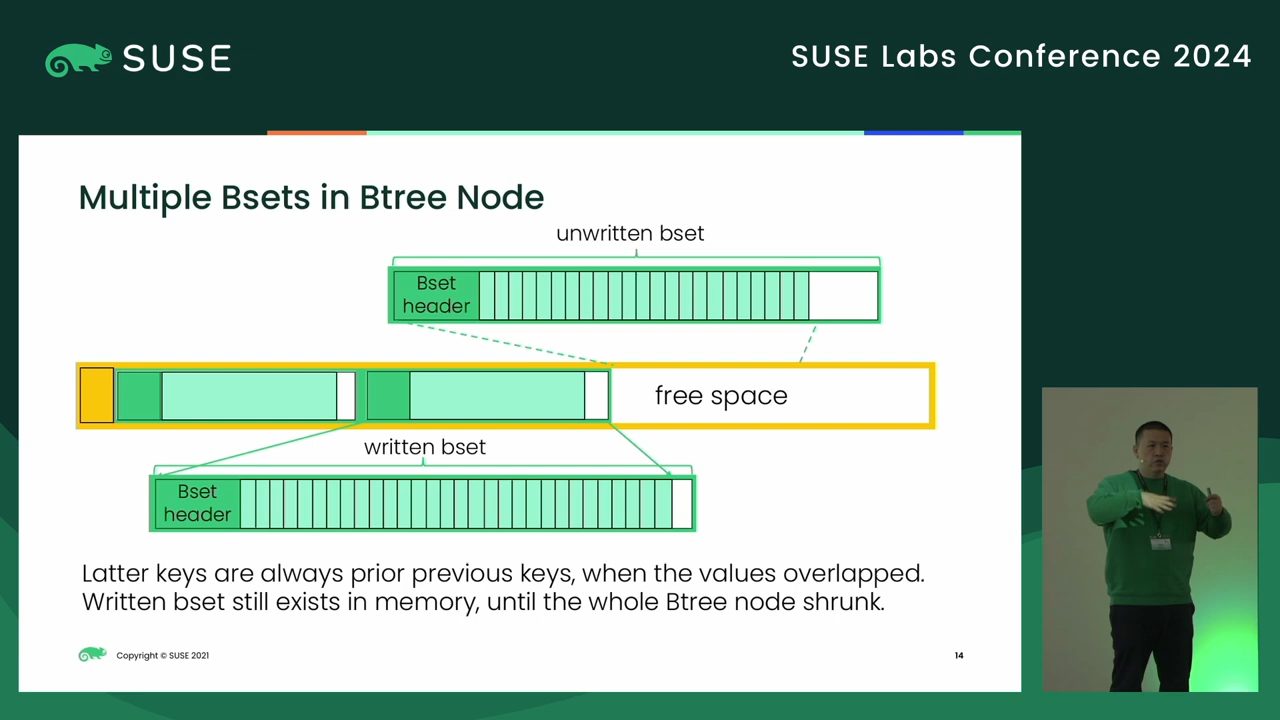 SUSE
SUSE Labs Conference 2024
Multiple Bsets in Btree Node
unwritten bset
Bset
header
free space
written bset
Bset
header
Latter keys are always prior previous keys, when the values overlapped.
Written bset still exists in memory, until the whole Btree node shrunk.
Copyright © SUSE 2021
14